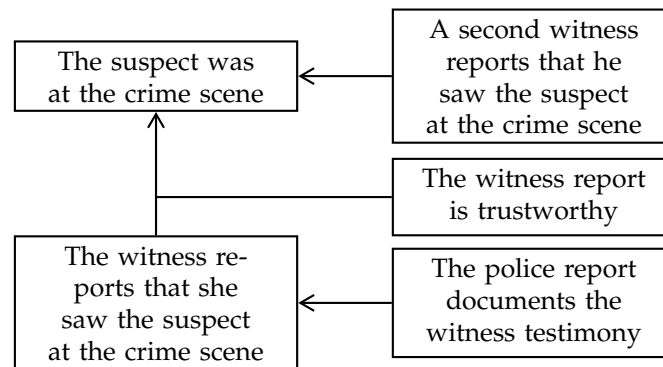 The suspect was
at the crime scene
A second witness
reports that he
saw the suspect
at the crime scene
The witness report
is trustworthy
The witness re-
ports that she
saw the suspect
at the crime scene
The police report
documents the
witness testimony